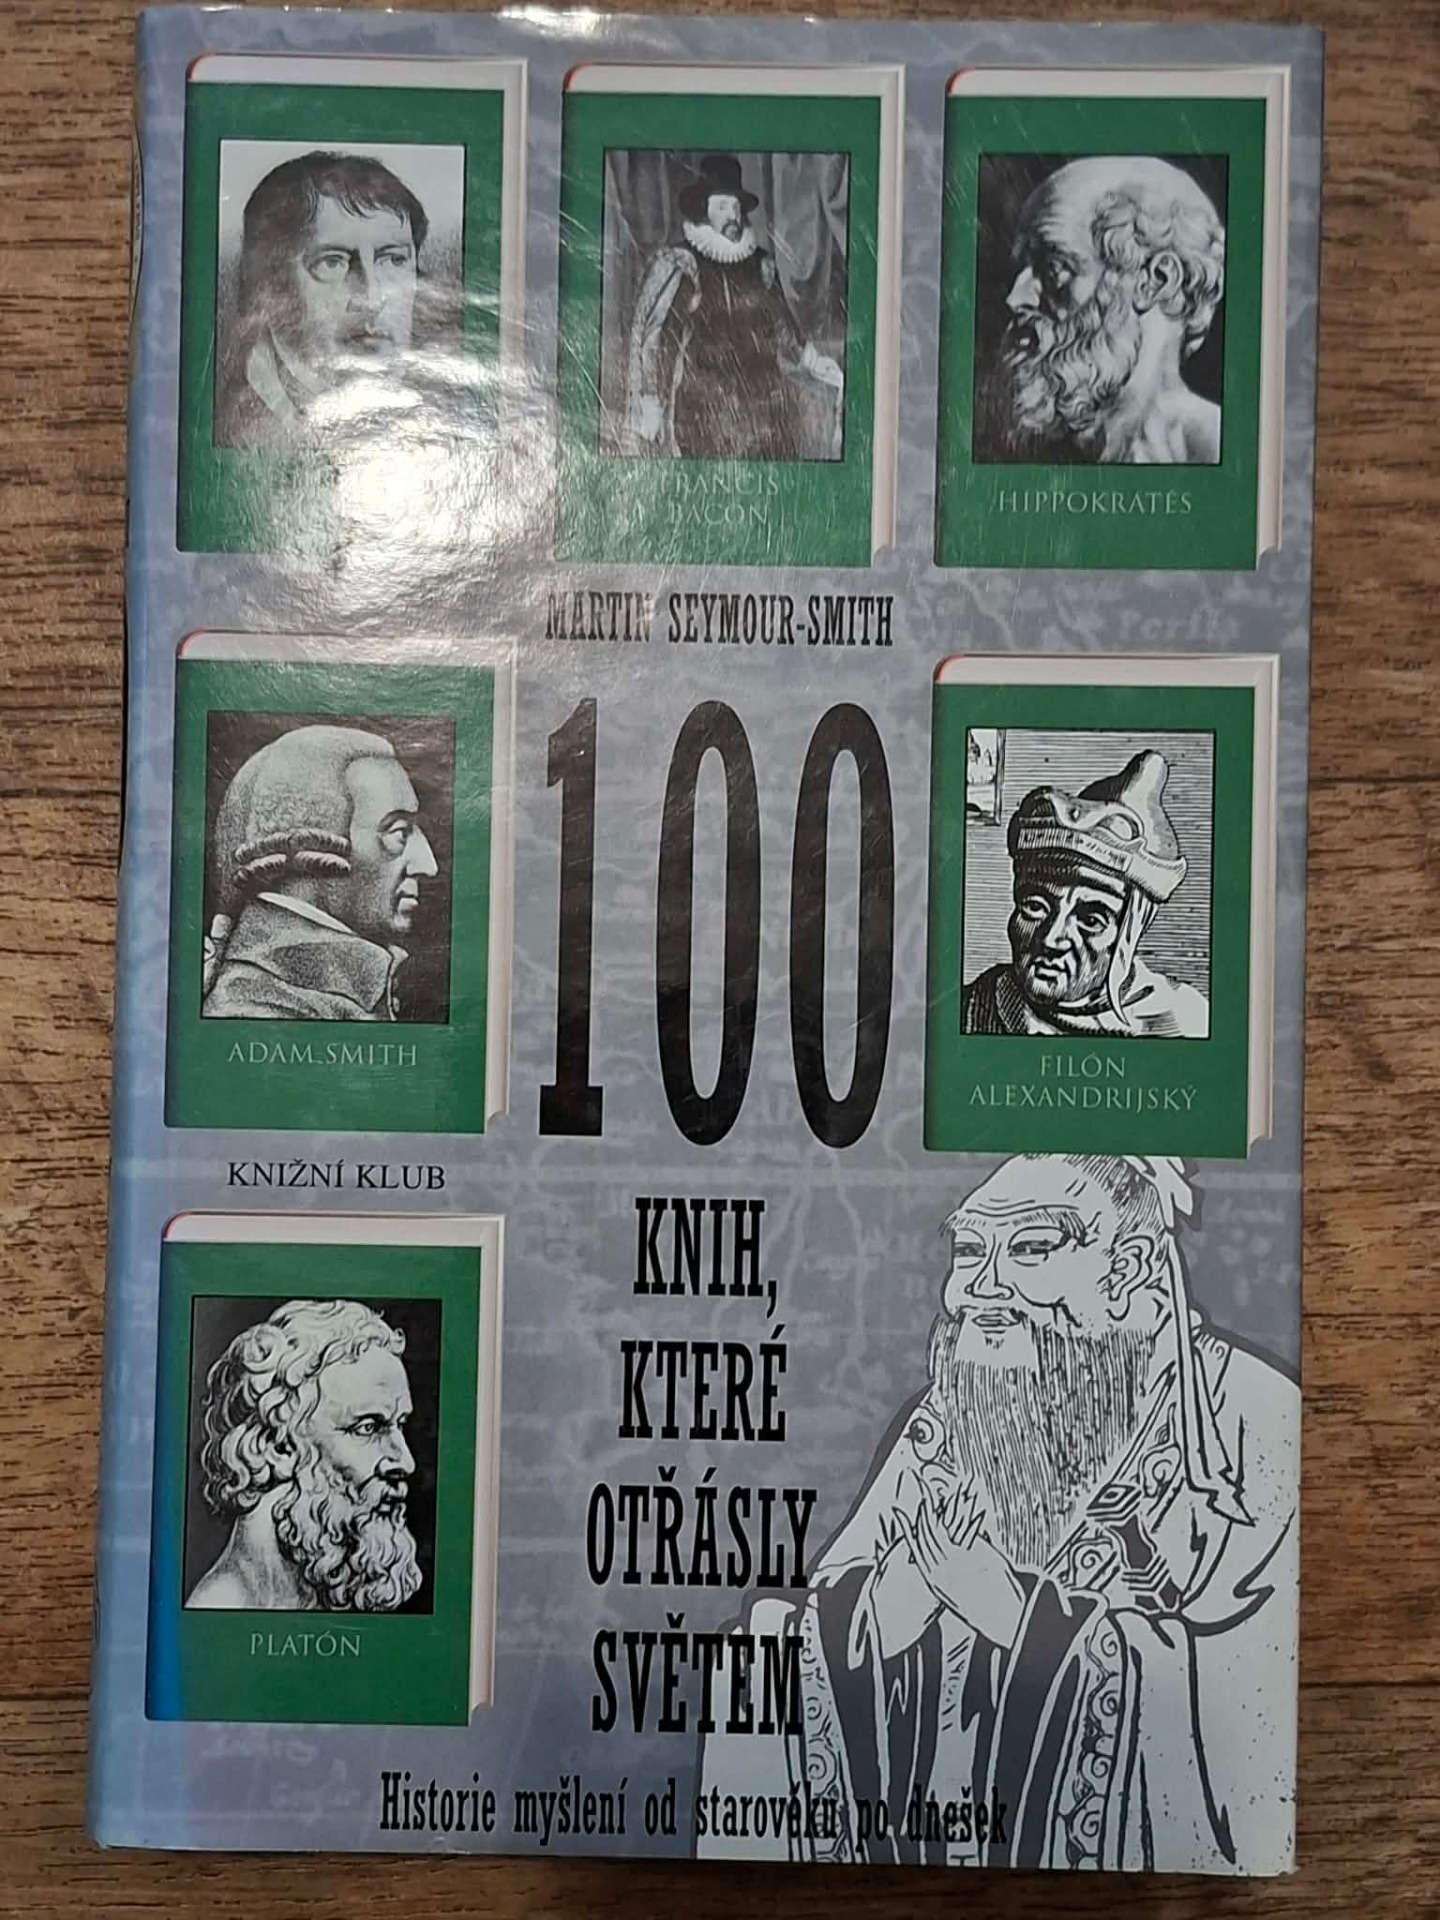 FRANCIS
BACON
HIPPOKRATÉS
MARTIN SEYMOUR-SMITH
100
ADAM SMITH
FILÓN
ALEXANDRIJSKÝ
KNIŽNÍ KLUB
KNIH,
KTERÉ
OTŘÁSLY
SVĚTEM
PLATÓN
Historie myšlení od starověku po dnešek